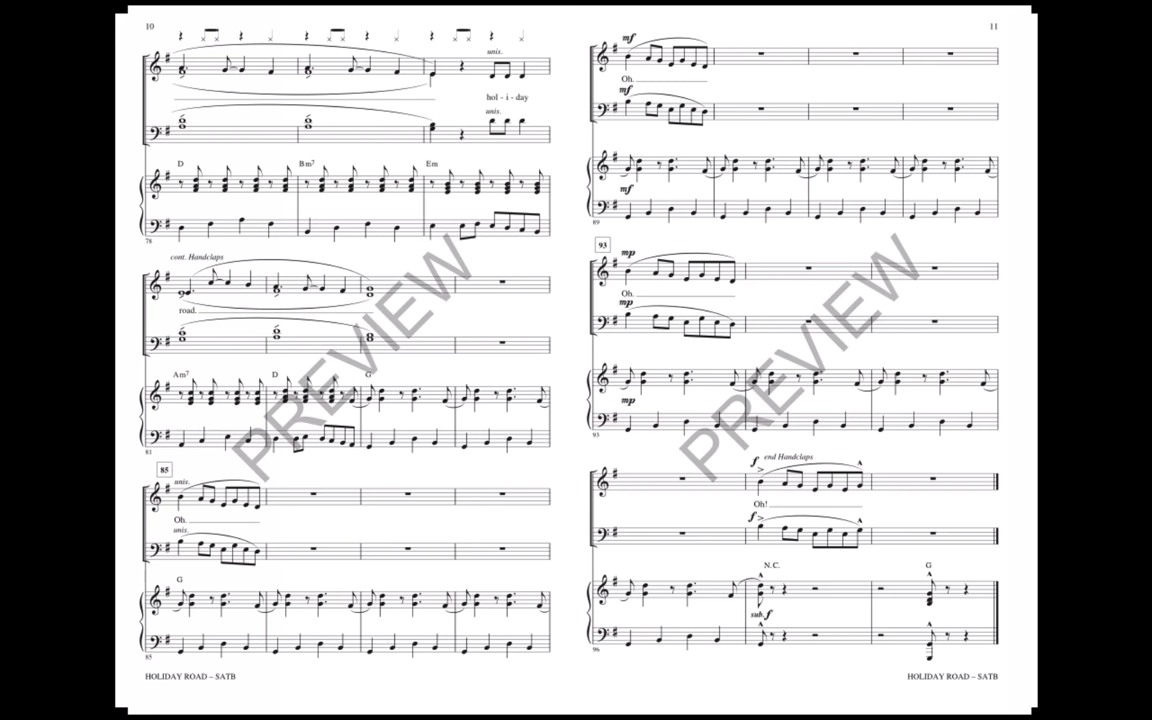 10
unis.
hol - i - day
unis.
D Bm7 Em
78
cont. Handclaps
road.
Am7 D G
81
85
unis.
Oh.
unis.
G
85
HOLIDAY ROAD – SATB
11
mf
Oh.
mf
mf
89
93
mp
Oh.
mp
mp
93
f end Handclaps
Oh!
f
N.C. G
sub. f
96
HOLIDAY ROAD – SATB
PREVIEW
PREVIEW